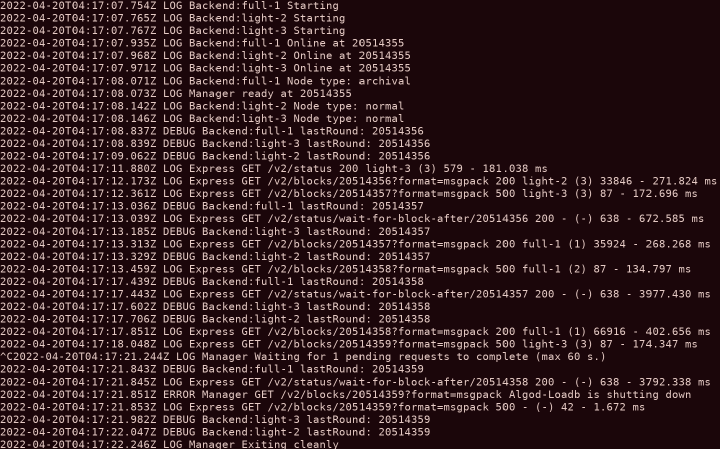 2022-04-20T04:17:07.754Z LOG Backend:full-1 Starting
2022-04-20T04:17:07.765Z LOG Backend:light-2 Starting
2022-04-20T04:17:07.767Z LOG Backend:light-3 Starting
2022-04-20T04:17:07.935Z LOG Backend:full-1 Online at 20514355
2022-04-20T04:17:07.968Z LOG Backend:light-2 Online at 20514355
2022-04-20T04:17:07.971Z LOG Backend:light-3 Online at 20514355
2022-04-20T04:17:08.071Z LOG Backend:full-1 Node type: archival
2022-04-20T04:17:08.073Z LOG Manager ready at 20514355
2022-04-20T04:17:08.142Z LOG Backend:light-2 Node type: normal
2022-04-20T04:17:08.146Z LOG Backend:light-3 Node type: normal
2022-04-20T04:17:08.837Z DEBUG Backend:full-1 lastRound: 20514356
2022-04-20T04:17:08.839Z DEBUG Backend:light-3 lastRound: 20514356
2022-04-20T04:17:09.062Z DEBUG Backend:light-2 lastRound: 20514356
2022-04-20T04:17:11.880Z LOG Express GET /v2/status 200 light-3 (3) 579 - 181.038 ms
2022-04-20T04:17:12.173Z LOG Express GET /v2/blocks/20514356?format=msgpack 200 light-2 (3) 33846 - 271.824 ms
2022-04-20T04:17:12.361Z LOG Express GET /v2/blocks/20514357?format=msgpack 500 light-3 (3) 87 - 172.696 ms
2022-04-20T04:17:13.036Z DEBUG Backend:full-1 lastRound: 20514357
2022-04-20T04:17:13.039Z LOG Express GET /v2/status/wait-for-block-after/20514356 200 - (-) 638 - 672.585 ms
2022-04-20T04:17:13.185Z DEBUG Backend:light-3 lastRound: 20514357
2022-04-20T04:17:13.313Z LOG Express GET /v2/blocks/20514357?format=msgpack 200 full-1 (1) 35924 - 268.268 ms
2022-04-20T04:17:13.329Z DEBUG Backend:light-2 lastRound: 20514357
2022-04-20T04:17:13.459Z LOG Express GET /v2/blocks/20514358?format=msgpack 500 full-1 (2) 87 - 134.797 ms
2022-04-20T04:17:17.439Z DEBUG Backend:full-1 lastRound: 20514358
2022-04-20T04:17:17.443Z LOG Express GET /v2/status/wait-for-block-after/20514357 200 - (-) 638 - 3977.430 ms
2022-04-20T04:17:17.602Z DEBUG Backend:light-3 lastRound: 20514358
2022-04-20T04:17:17.706Z DEBUG Backend:light-2 lastRound: 20514358
2022-04-20T04:17:17.851Z LOG Express GET /v2/blocks/20514358?format=msgpack 200 full-1 (1) 66916 - 402.656 ms
2022-04-20T04:17:18.048Z LOG Express GET /v2/blocks/20514359?format=msgpack 500 light-3 (3) 87 - 174.347 ms
^C2022-04-20T04:17:21.244Z LOG Manager Waiting for 1 pending requests to complete (max 60 s.)
2022-04-20T04:17:21.843Z DEBUG Backend:full-1 lastRound: 20514359
2022-04-20T04:17:21.845Z LOG Express GET /v2/status/wait-for-block-after/20514358 200 - (-) 638 - 3792.338 ms
2022-04-20T04:17:21.851Z ERROR Manager GET /v2/blocks/20514359?format=msgpack Algod-Loadb is shutting down
2022-04-20T04:17:21.853Z LOG Express GET /v2/blocks/20514359?format=msgpack 500 - (-) 42 - 1.672 ms
2022-04-20T04:17:21.982Z DEBUG Backend:light-3 lastRound: 20514359
2022-04-20T04:17:22.047Z DEBUG Backend:light-2 lastRound: 20514359
2022-04-20T04:17:22.246Z LOG Manager Exiting cleanly